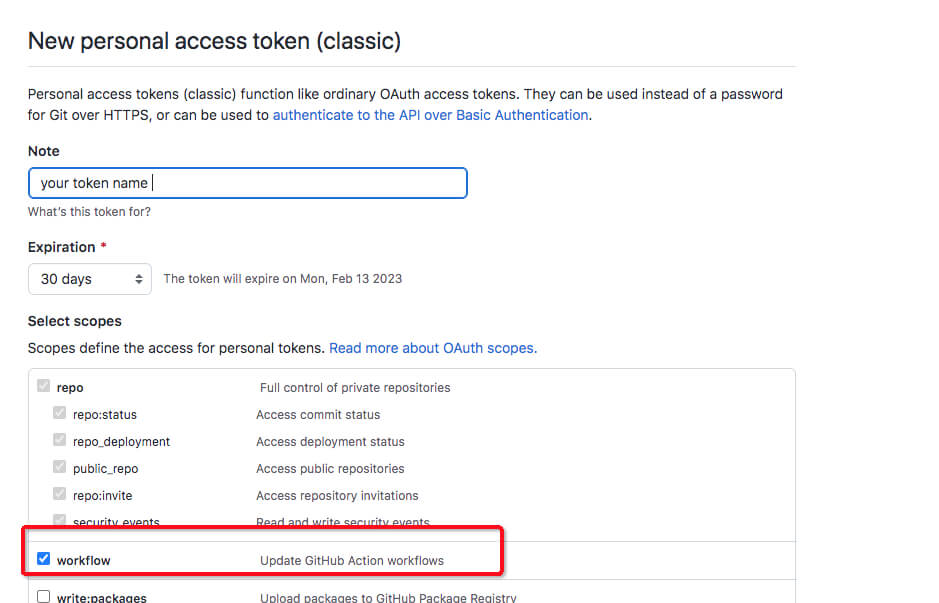 New personal access token (classic)
Personal access tokens (classic) function like ordinary OAuth access tokens. They can be used instead of a password
for Git over HTTPS, or can be used to authenticate to the API over Basic Authentication.
Note
your token name
What's this token for?
Expiration *
30 days The token will expire on Mon, Feb 13 2023
Select scopes
Scopes define the access for personal tokens. Read more about OAuth scopes.
repo Full control of private repositories
repo:status Access commit status
repo_deployment Access deployment status
public_repo Access public repositories
repo:invite Access repository invitations
security_events Read and write security events
workflow Update GitHub Action workflows
write:packages Upload packages to GitHub Package Registry